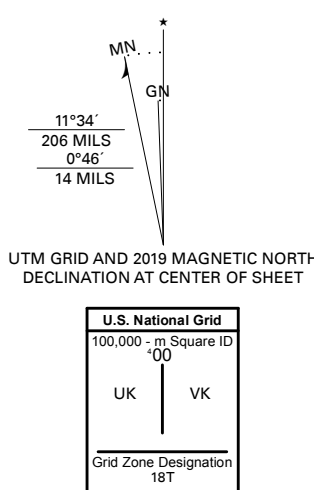 ★
MN
GN
11°34´
206 MILS
0°46´
14 MILS
UTM GRID AND 2019 MAGNETIC NORTH
DECLINATION AT CENTER OF SHEET
U.S. National Grid
100,000 - m Square ID
⁴00
UK VK
Grid Zone Designation
18T